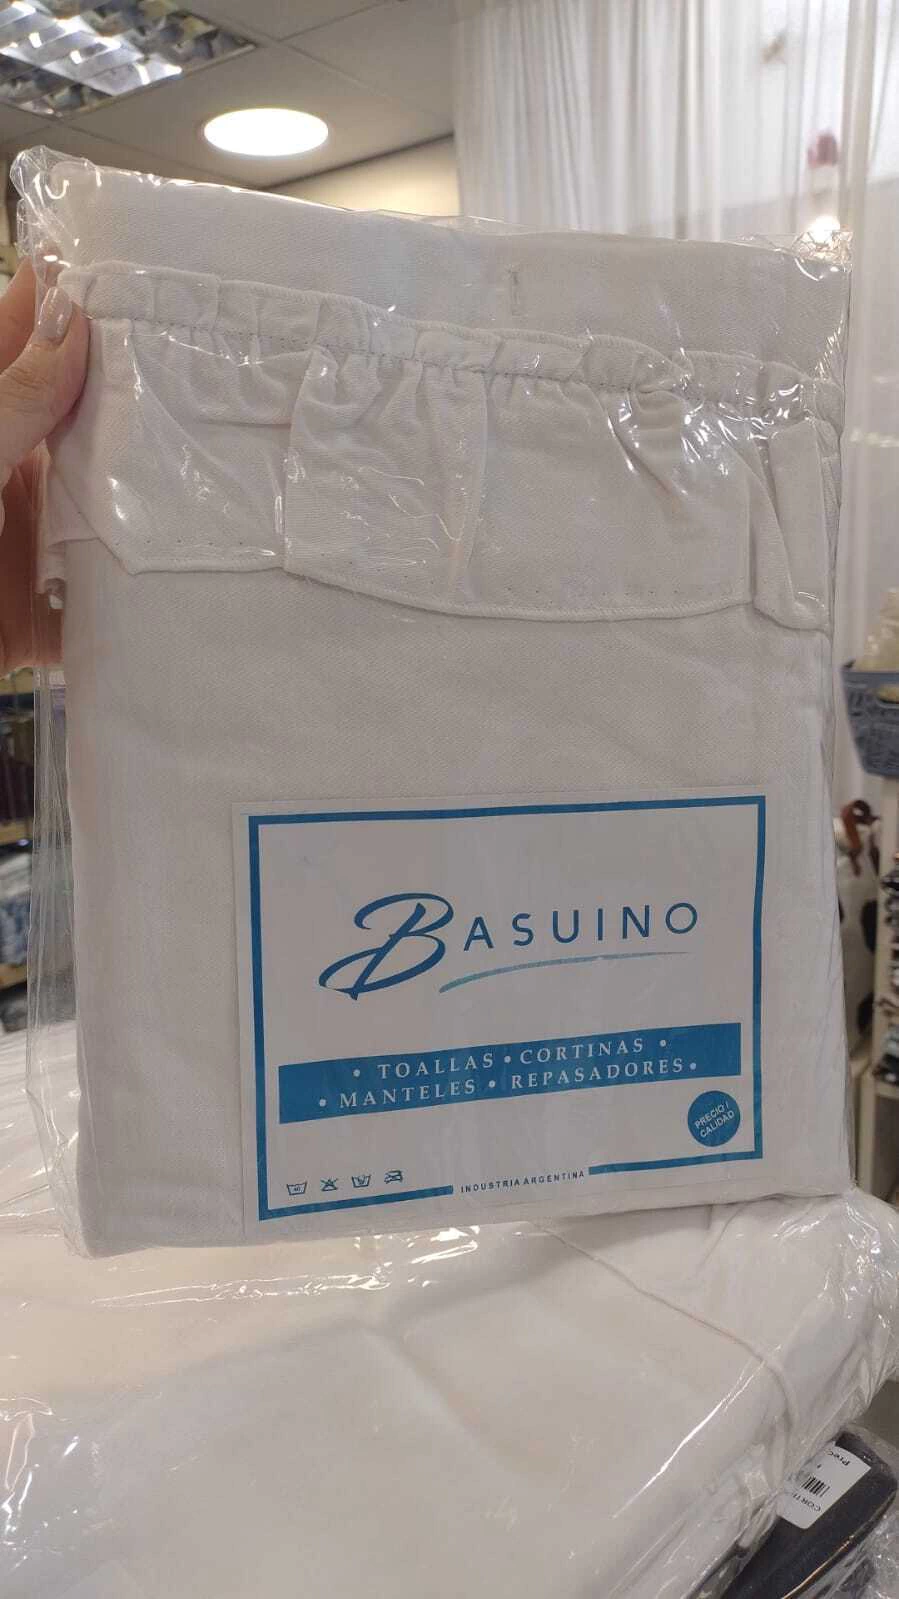 BASUINO
• TOALLAS • CORTINAS •
• MANTELES • REPASADORES •
PRECIO /
CALIDAD
INDUSTRIA ARGENTINA